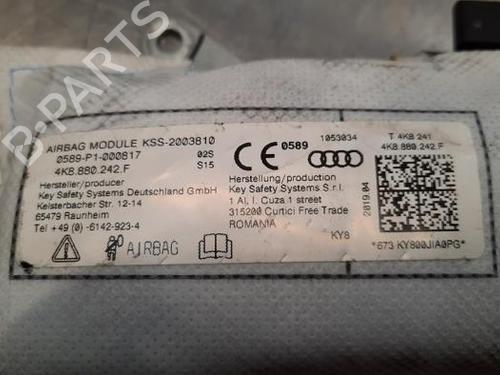 B-PARTS
AIRBAG MODULE KSS-2003810
0589-P1-000817 02S
4K8.880.242.F S15
Hersteller/producer
Key Safety Systems Deutschland GmbH
Kelsterbacher Str. 12-14
65479 Raunheim
Tel +49 (0)-6142-923-4
AIRBAG
CE 0589
1053034
Herstellung/production
Key Safety Systems S.r.l.
1 Al. I. Cuza 1 street
315200 Curtici Free Trade
ROMANIA
KY8
T 4K8 241
4K8.880.242.F
2019.04
*673 KY800JIA0PG*